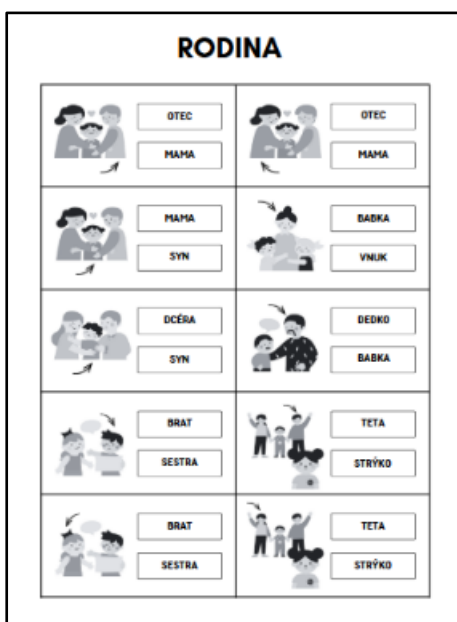 RODINA
OTEC
MAMA
OTEC
MAMA
MAMA
SYN
BABKA
VNUK
DCÉRA
SYN
DEDKO
BABKA
BRAT
SESTRA
TETA
STRÝKO
BRAT
SESTRA
TETA
STRÝKO